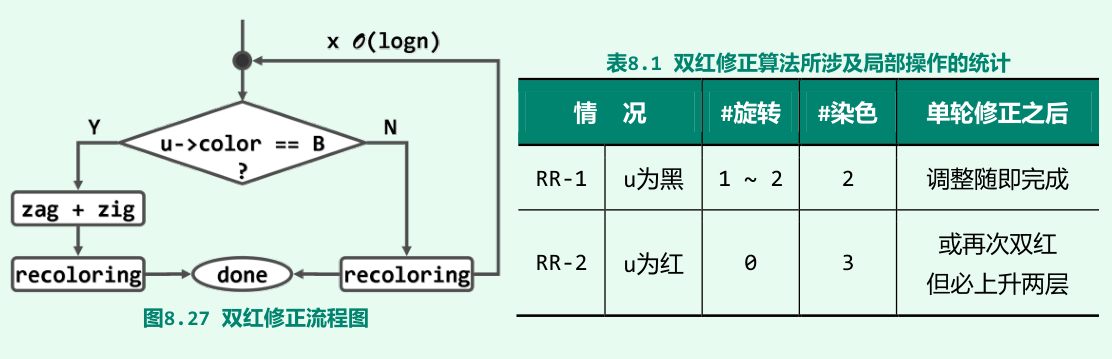 x O(logn)
u->color == B
?
Y
N
zag + zig
recoloring
done
recoloring
图8.27 双红修正流程图
表8.1 双红修正算法所涉及局部操作的统计
情 况 #旋转 #染色 单轮修正之后
RR-1 u为黑 1 ~ 2 2 调整随即完成
RR-2 u为红 0 3 或再次双红
但必上升两层